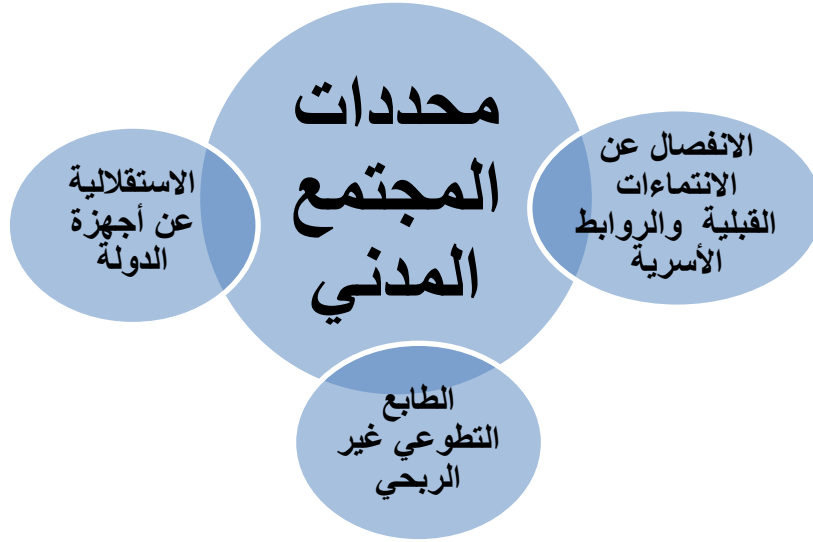 محددات
المجتمع
المدني
الانفصال عن
الانتماءات
القبلية والروابط
الأسرية
الاستقلالية
عن أجهزة
الدولة
الطابع
التطوعي غير
الربحي